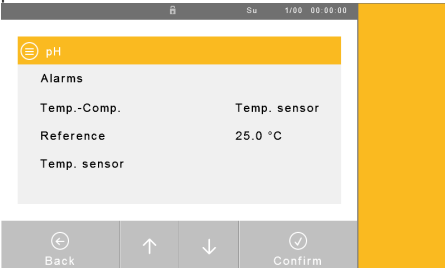 Su 1/00 00:00:00
pH
Alarms
Temp.-Comp. Temp. sensor
Reference 25.0 °C
Temp. sensor
Back Confirm